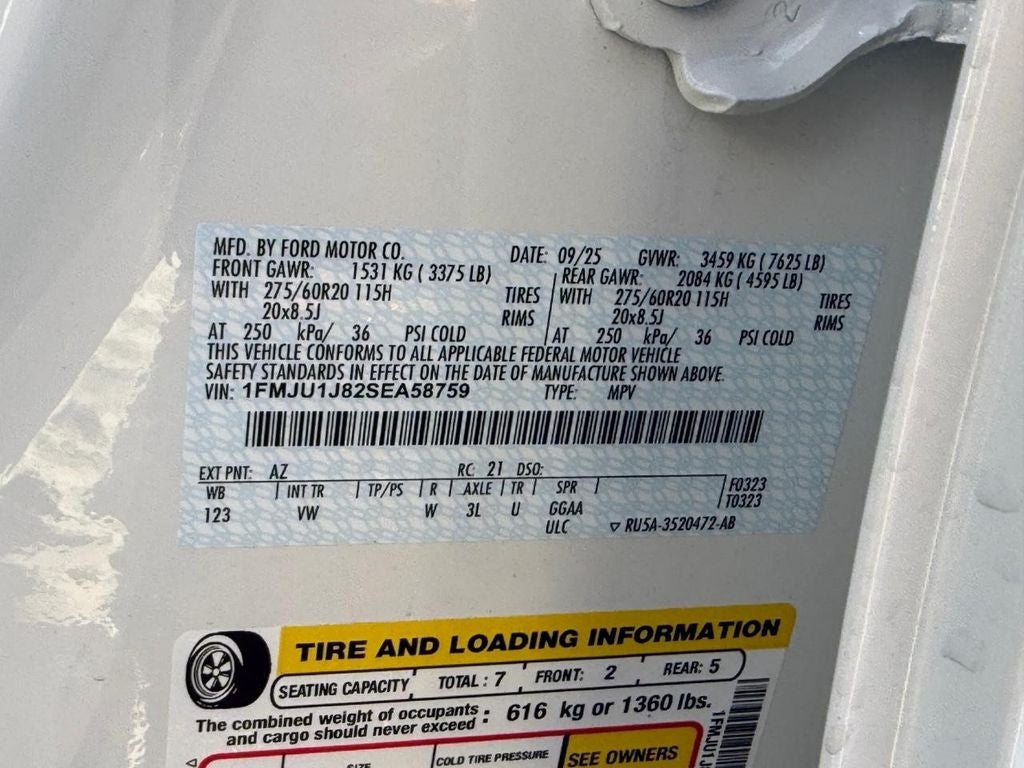 2
MFD. BY FORD MOTOR CO. DATE: 09/25 GVWR: 3459 KG ( 7625 LB)
FRONT GAWR: 1531 KG ( 3375 LB) REAR GAWR: 2084 KG ( 4595 LB)
WITH 275/60R20 115H TIRES WITH 275/60R20 115H TIRES
20x8.5J RIMS 20x8.5J RIMS
AT 250 kPa/ 36 PSI COLD AT 250 kPa/ 36 PSI COLD
THIS VEHICLE CONFORMS TO ALL APPLICABLE FEDERAL MOTOR VEHICLE
SAFETY STANDARDS IN EFFECT ON THE DATE OF MANUFACTURE SHOWN ABOVE.
VIN: 1FMJU1J82SEA58759 TYPE: MPV
EXT PNT: AZ RC: 21 DSO:
WB INT TR TP/PS R AXLE TR SPR F0323
123 VW W 3L U GGAA T0323
ULC RU5A-3520472-AB
TIRE AND LOADING INFORMATION
SEATING CAPACITY TOTAL : 7 FRONT: 2 REAR: 5
The combined weight of occupants and cargo should never exceed : 616 kg or 1360 lbs.
SIZE COLD TIRE PRESSURE SEE OWNERS
1FMJU1J